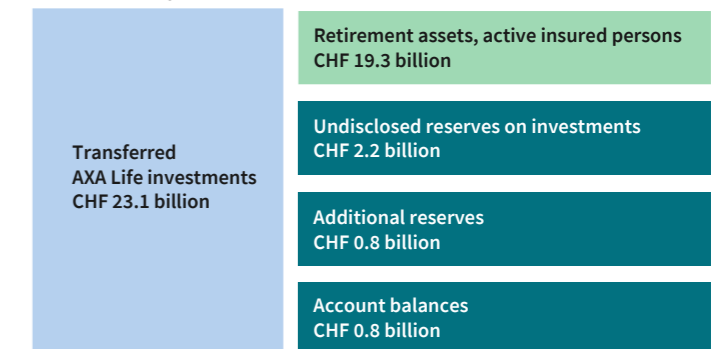 Transferred
AXA Life investments
CHF 23.1 billion
Retirement assets, active insured persons
CHF 19.3 billion
Undisclosed reserves on investments
CHF 2.2 billion
Additional reserves
CHF 0.8 billion
Account balances
CHF 0.8 billion